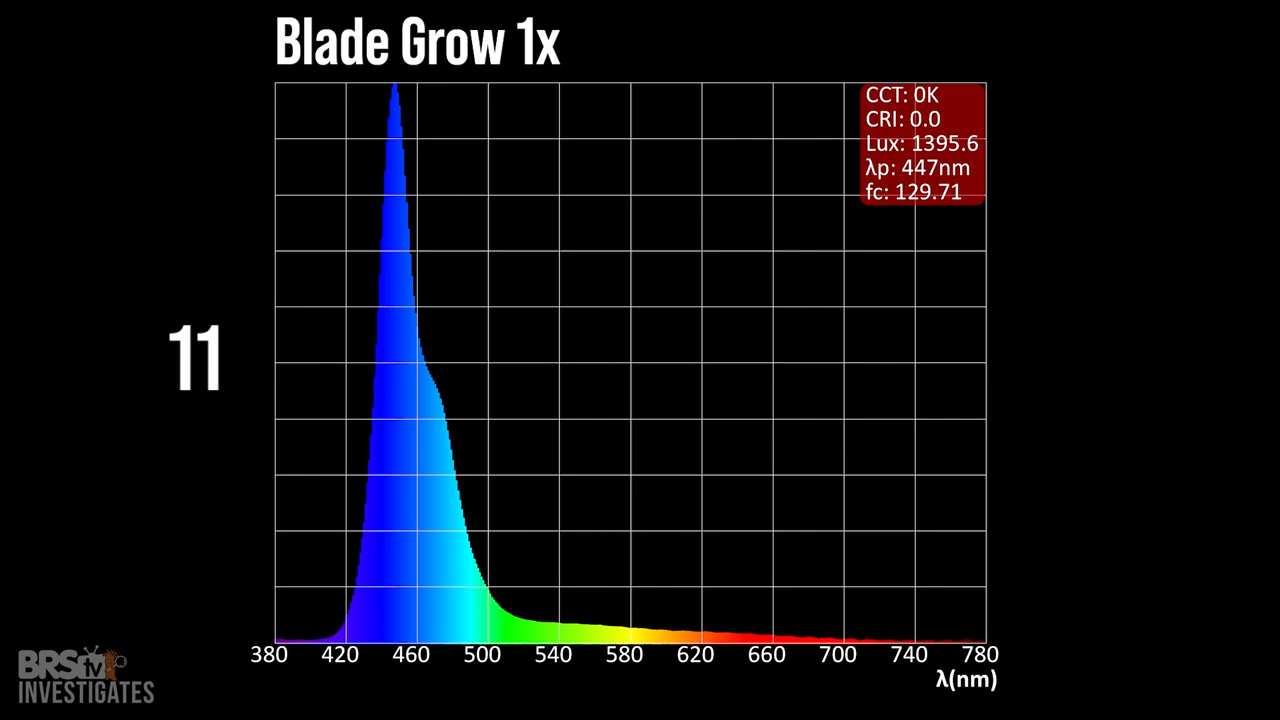 Blade Grow 1x
CCT: 0K
CRI: 0.0
Lux: 1395.6
λp: 447nm
fc: 129.71
11
380 420 460 500 540 580 620 660 700 740 780
λ(nm)
BRStv
INVESTIGATES